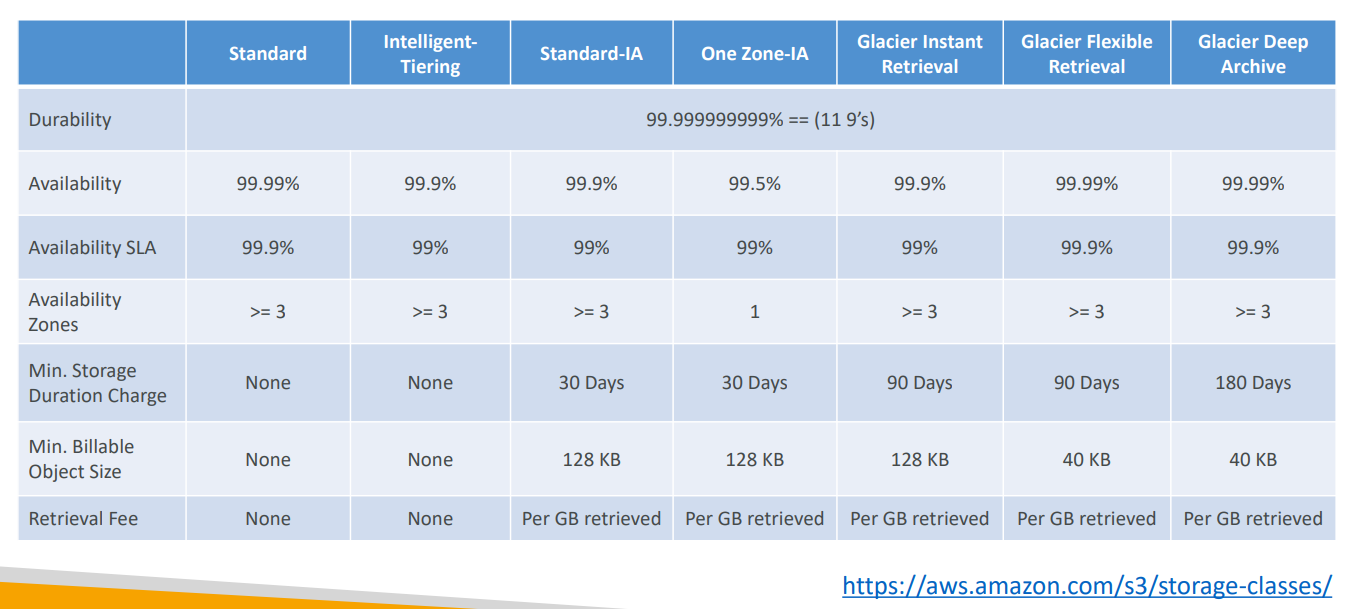 Standard
Intelligent-
Tiering
Standard-IA
One Zone-IA
Glacier Instant
Retrieval
Glacier Flexible
Retrieval
Glacier Deep
Archive
Durability
99.999999999% == (11 9’s)
Availability
99.99%
99.9%
99.9%
99.5%
99.9%
99.99%
99.99%
Availability SLA
99.9%
99%
99%
99%
99%
99.9%
99.9%
Availability
Zones
>= 3
>= 3
>= 3
1
>= 3
>= 3
>= 3
Min. Storage
Duration Charge
None
None
30 Days
30 Days
90 Days
90 Days
180 Days
Min. Billable
Object Size
None
None
128 KB
128 KB
128 KB
40 KB
40 KB
Retrieval Fee
None
None
Per GB retrieved
Per GB retrieved
Per GB retrieved
Per GB retrieved
Per GB retrieved
https://aws.amazon.com/s3/storage-classes/